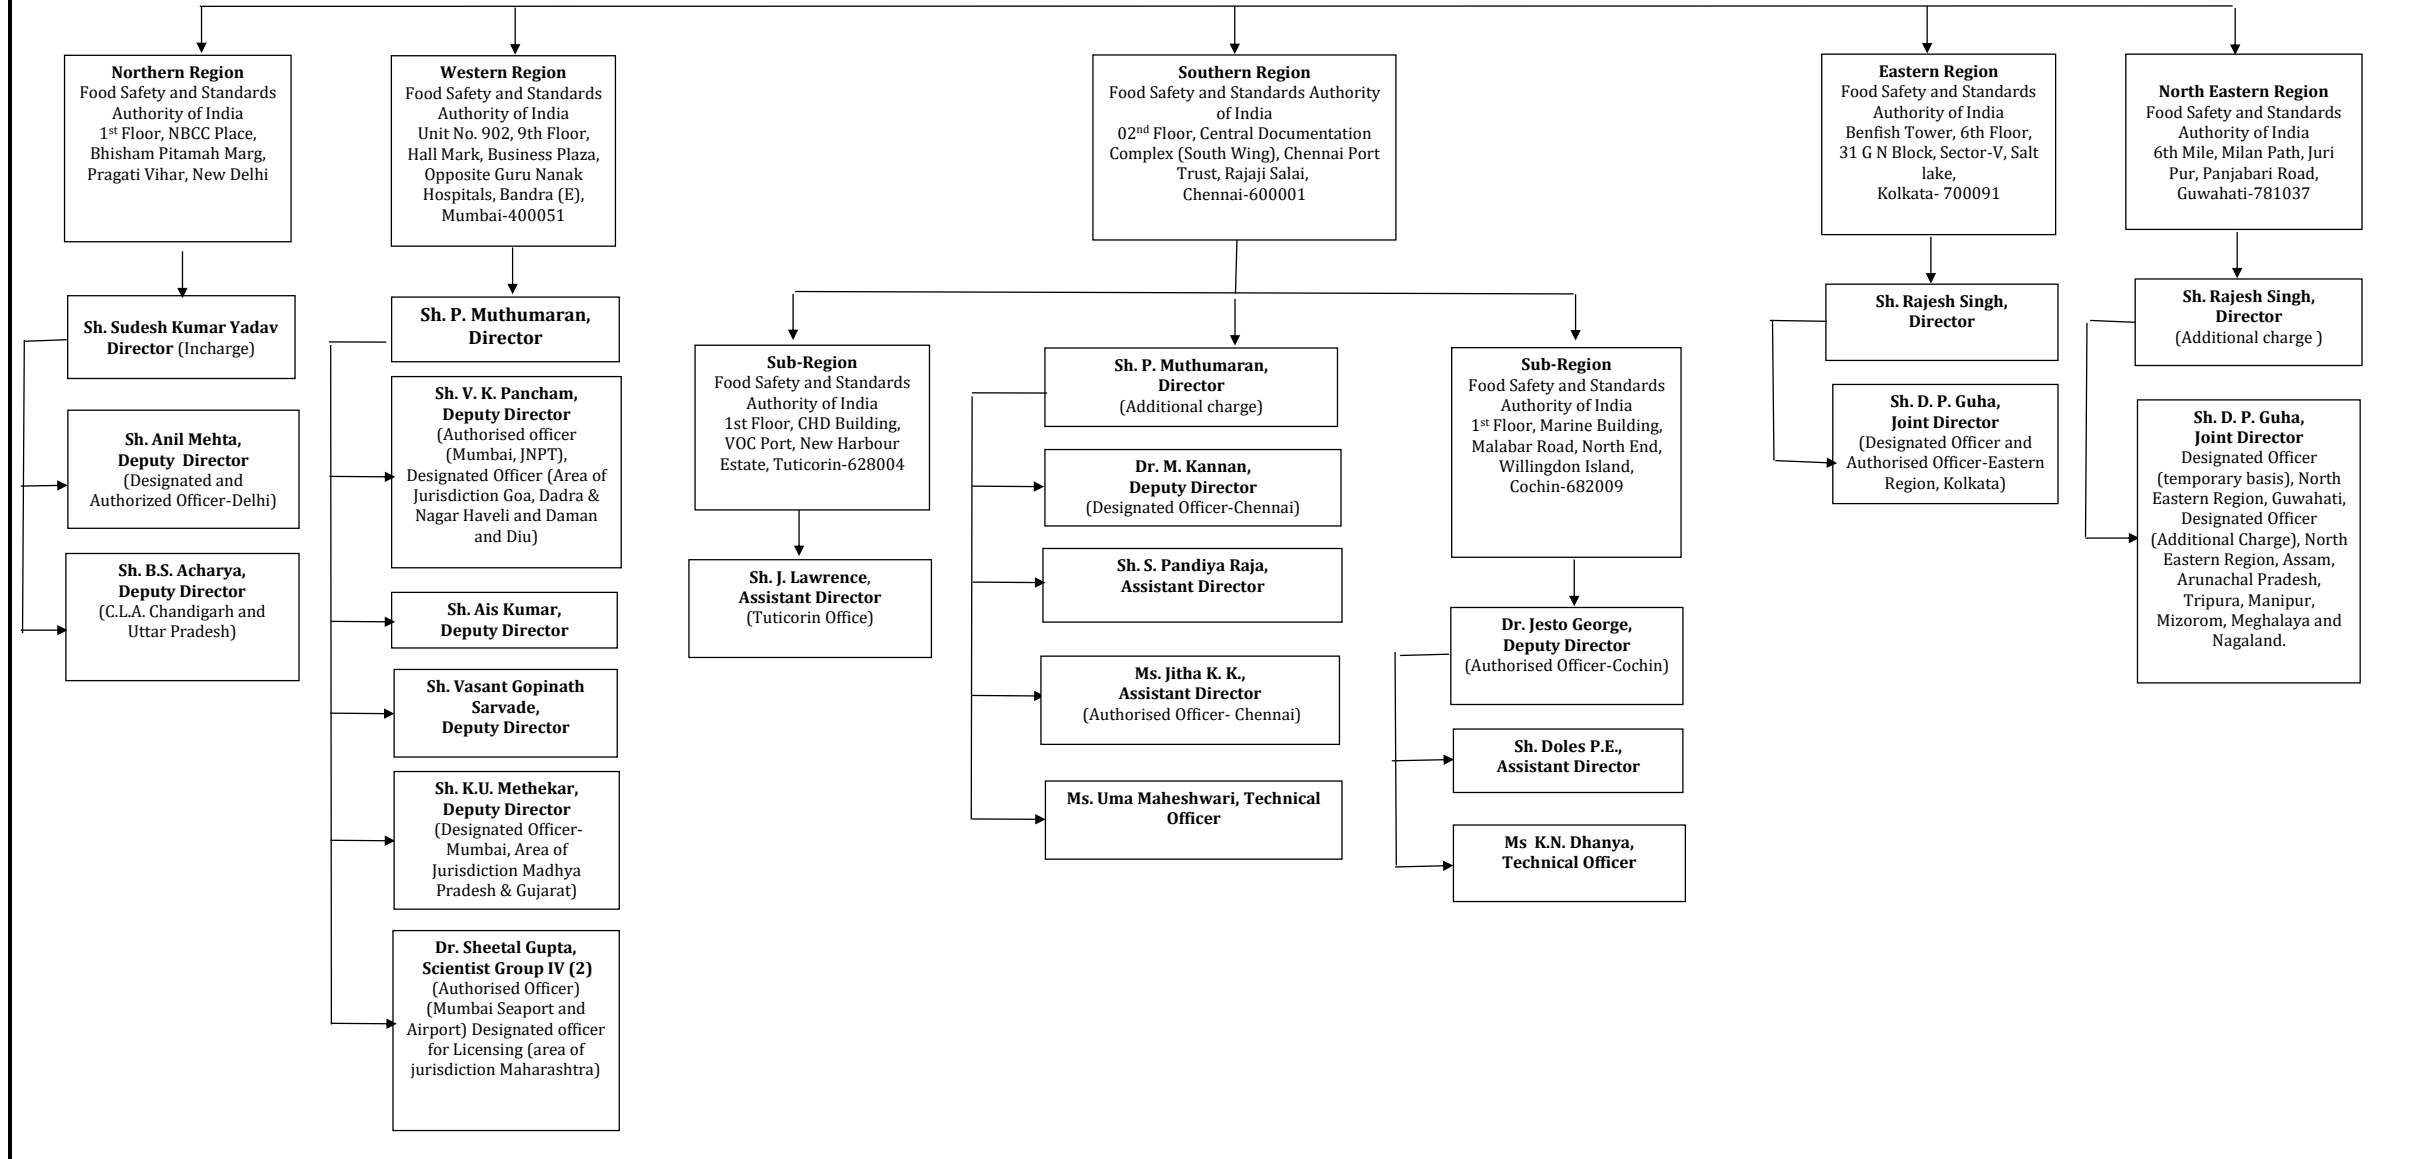 Northern Region
Food Safety and Standards
Authority of India
1st Floor, NBCC Place,
Bhisham Pitamah Marg,
Pragati Vihar, New Delhi
Sh. Sudesh Kumar Yadav
Director (Incharge)
Sh. Anil Mehta,
Deputy Director
(Designated and
Authorized Officer-Delhi)
Sh. B.S. Acharya,
Deputy Director
(C.L.A. Chandigarh and
Uttar Pradesh)
Western Region
Food Safety and Standards
Authority of India
Unit No. 902, 9th Floor,
Hall Mark, Business Plaza,
Opposite Guru Nanak
Hospitals, Bandra (E),
Mumbai-400051
Sh. P. Muthumaran,
Director
Sh. V. K. Pancham,
Deputy Director
(Authorised officer
(Mumbai, JNPT),
Designated Officer (Area of
Jurisdiction Goa, Dadra &
Nagar Haveli and Daman
and Diu)
Sh. Ais Kumar,
Deputy Director
Sh. Vasant Gopinath
Sarvade,
Deputy Director
Sh. K.U. Methekar,
Deputy Director
(Designated Officer-
Mumbai, Area of
Jurisdiction Madhya
Pradesh & Gujarat)
Dr. Sheetal Gupta,
Scientist Group IV (2)
(Authorised Officer)
(Mumbai Seaport and
Airport) Designated officer
for Licensing (area of
jurisdiction Maharashtra)
Southern Region
Food Safety and Standards Authority
of India
02nd Floor, Central Documentation
Complex (South Wing), Chennai Port
Trust, Rajaji Salai,
Chennai-600001
Sub-Region
Food Safety and Standards
Authority of India
1st Floor, CHD Building,
VOC Port, New Harbour
Estate, Tuticorin-628004
Sh. J. Lawrence,
Assistant Director
(Tuticorin Office)
Sh. P. Muthumaran,
Director
(Additional charge)
Dr. M. Kannan,
Deputy Director
(Designated Officer-Chennai)
Sh. S. Pandiya Raja,
Assistant Director
Ms. Jitha K. K.,
Assistant Director
(Authorised Officer- Chennai)
Ms. Uma Maheshwari, Technical
Officer
Sub-Region
Food Safety and Standards
Authority of India
1st Floor, Marine Building,
Malabar Road, North End,
Willingdon Island,
Cochin-682009
Dr. Jesto George,
Deputy Director
(Authorised Officer-Cochin)
Sh. Doles P.E.,
Assistant Director
Ms K.N. Dhanya,
Technical Officer
Eastern Region
Food Safety and Standards
Authority of India
Benfish Tower, 6th Floor,
31 G N Block, Sector-V, Salt
lake,
Kolkata- 700091
Sh. Rajesh Singh,
Director
Sh. D. P. Guha,
Joint Director
(Designated Officer and
Authorised Officer-Eastern
Region, Kolkata)
North Eastern Region
Food Safety and Standards
Authority of India
6th Mile, Milan Path, Juri
Pur, Panjabari Road,
Guwahati-781037
Sh. Rajesh Singh,
Director
(Additional charge )
Sh. D. P. Guha,
Joint Director
Designated Officer
(temporary basis), North
Eastern Region, Guwahati,
Designated Officer
(Additional Charge), North
Eastern Region, Assam,
Arunachal Pradesh,
Tripura, Manipur,
Mizorom, Meghalaya and
Nagaland.